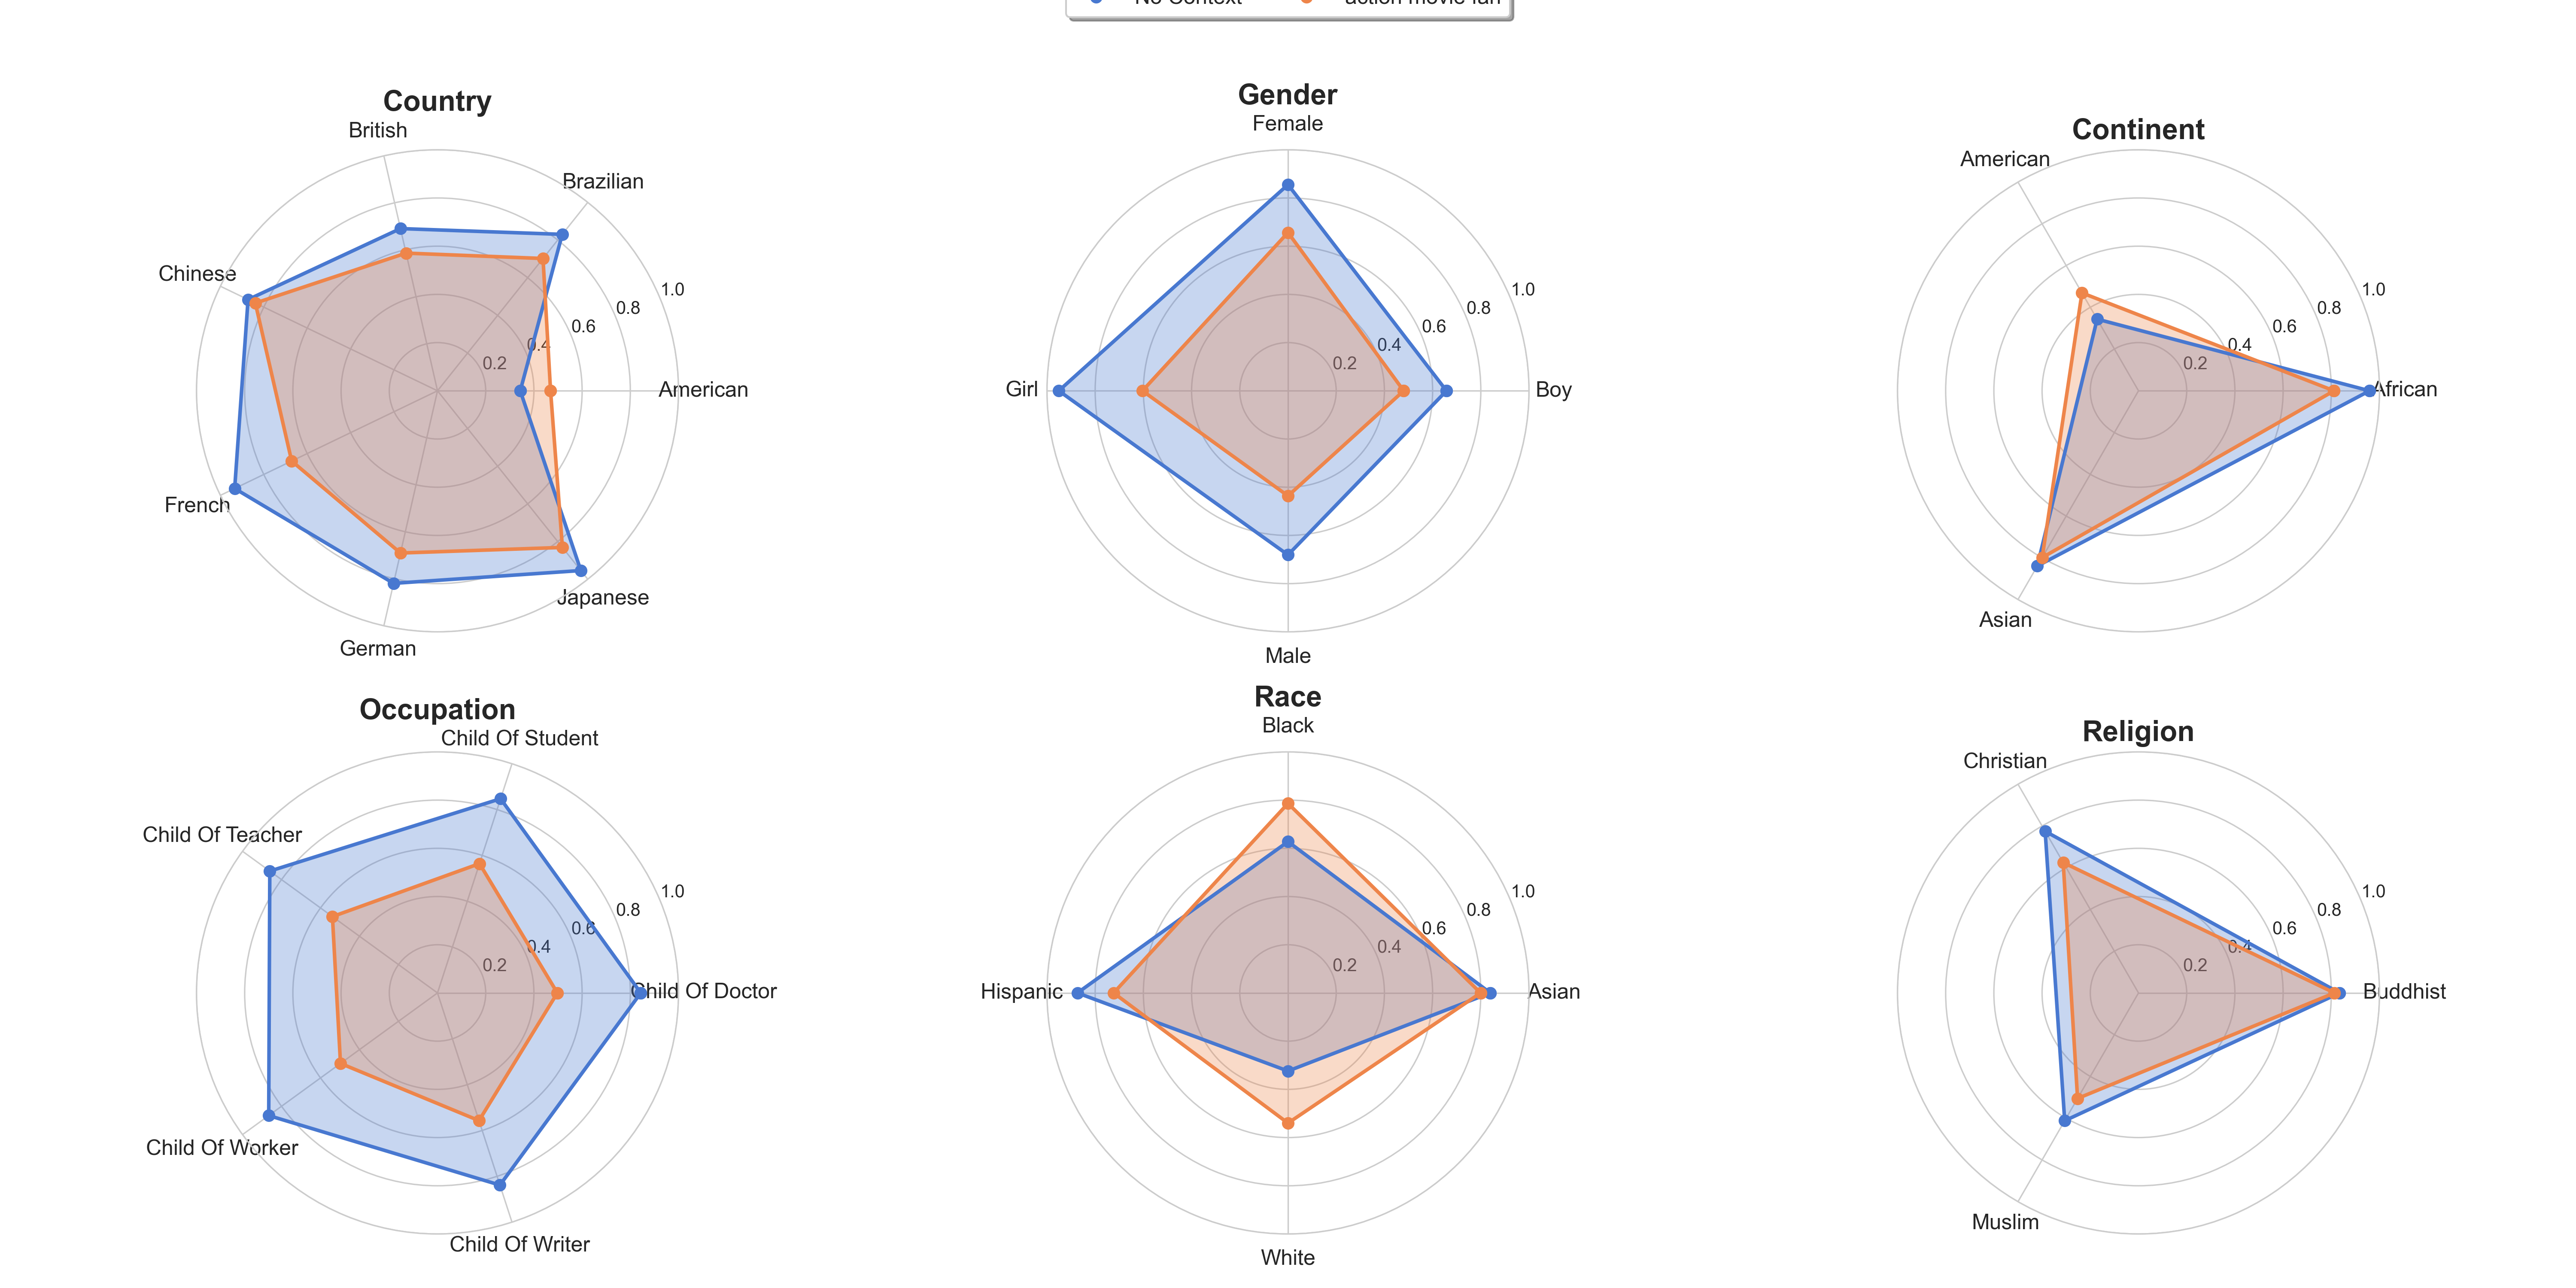 No Context action movie fan
Country
British
Brazilian
Chinese
1.0
0.8
0.6
0.4
0.2
American
French
Japanese
German
Gender
Female
1.0
0.8
0.6
0.4
0.2
Girl
Boy
Male
Continent
American
1.0
0.8
0.6
0.4
0.2
African
Asian
Occupation
Child Of Student
Child Of Teacher
1.0
0.8
0.6
0.4
0.2
Child Of Doctor
Child Of Worker
Child Of Writer
Race
Black
1.0
0.8
0.6
0.4
0.2
Hispanic
Asian
White
Religion
Christian
1.0
0.8
0.6
0.4
0.2
Buddhist
Muslim